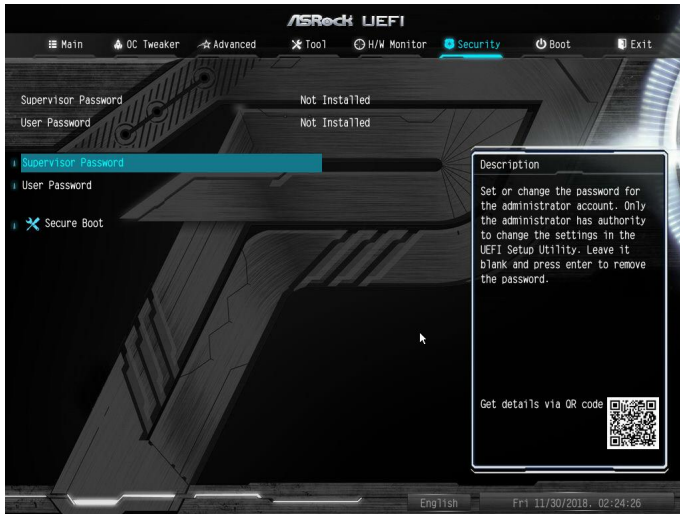 ASRock UEFI
Main OC Tweaker Advanced Tool H/W Monitor Security Boot Exit
Supervisor Password Not Installed
User Password Not Installed
Supervisor Password
User Password
Secure Boot
Description
Set or change the password for
the administrator account. Only
the administrator has authority
to change the settings in the
UEFI Setup Utility. Leave it
blank and press enter to remove
the password.
Get details via QR code
English Fri 11/30/2018. 02:24:26